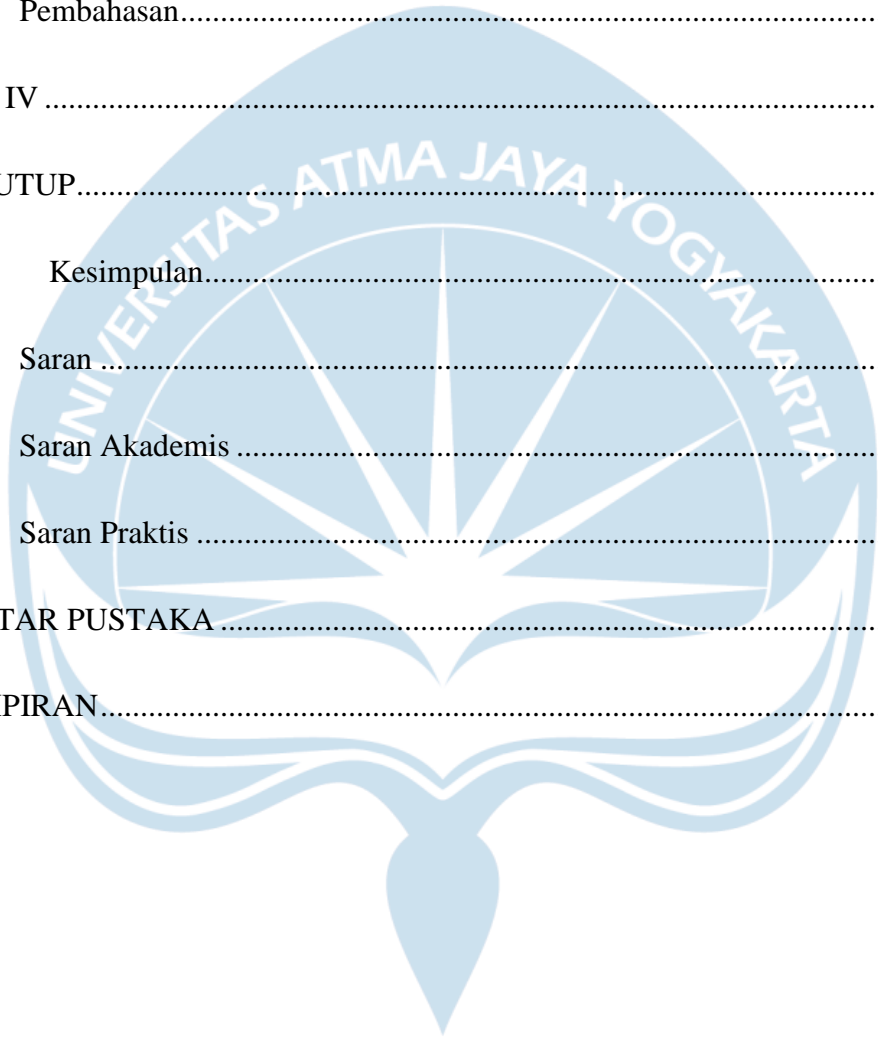 Pembahasan.......................................................................................
IV .......................................................................................................
UTUP...................................................................................................
UNIVERSITAS ATMA JAYA YOGYAKARTA
Kesimpulan...................................................................................
Saran ................................................................................................
Saran Akademis ...............................................................................
Saran Praktis ....................................................................................
TAR PUSTAKA .................................................................................
PIRAN................................................................................................